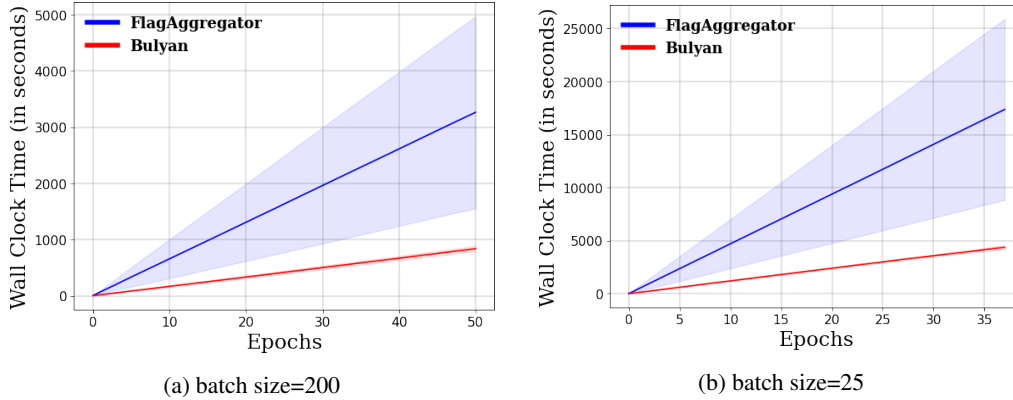 FlagAggregator
Bulyan
Wall Clock Time (in seconds)
5000
4000
3000
2000
1000
0
0 10 20 30 40 50
Epochs
(a) batch size=200
FlagAggregator
Bulyan
Wall Clock Time (in seconds)
25000
20000
15000
10000
5000
0
0 5 10 15 20 25 30 35
Epochs
(b) batch size=25